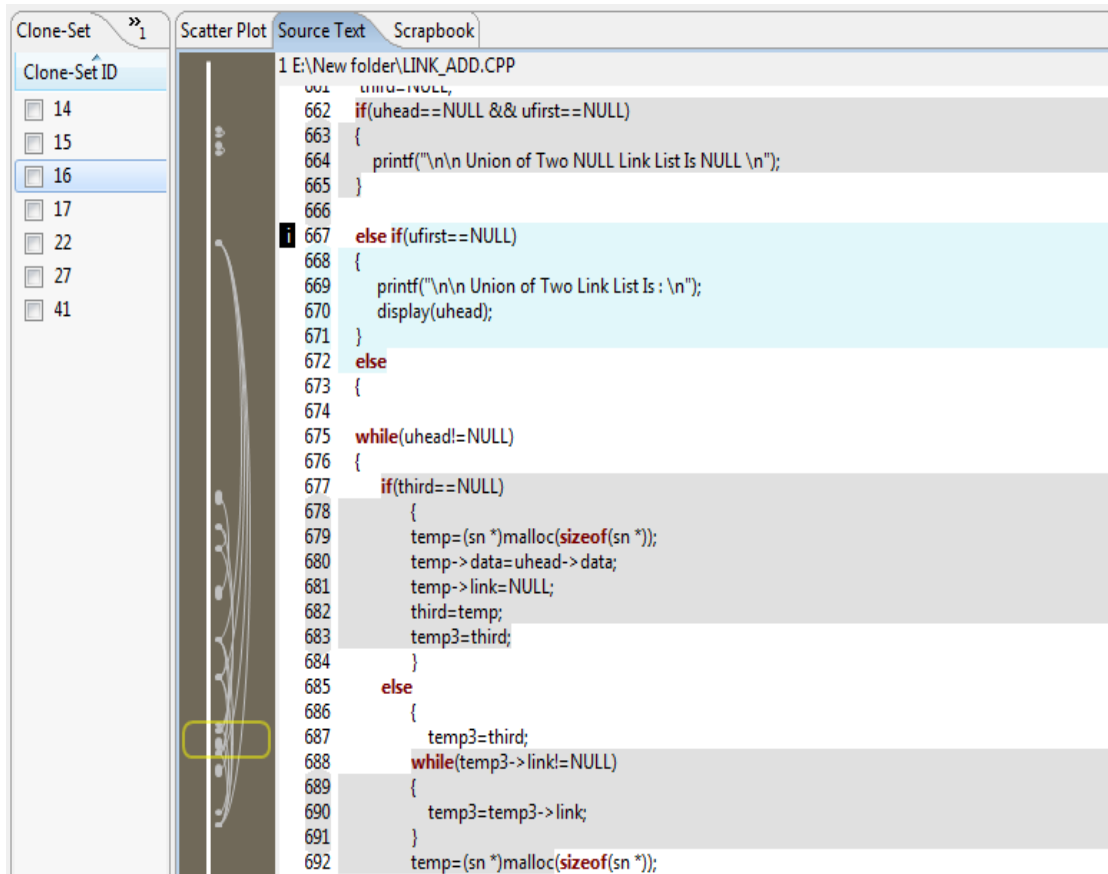 Clone-Set »1
Scatter Plot Source Text Scrapbook
Clone-Set ID
14
15
16
17
22
27
41
1 E:\New folder\LINK_ADD.CPP
661 third=NULL;
662 if(uhead==NULL && ufirst==NULL)
663 {
664 printf("\n\n Union of Two NULL Link List Is NULL \n");
665 }
666
i 667 else if(ufirst==NULL)
668 {
669 printf("\n\n Union of Two Link List Is : \n");
670 display(uhead);
671 }
672 else
673 {
674
675 while(uhead!=NULL)
676 {
677 if(third==NULL)
678 {
679 temp=(sn *)malloc(sizeof(sn *));
680 temp->data=uhead->data;
681 temp->link=NULL;
682 third=temp;
683 temp3=third;
684 }
685 else
686 {
687 temp3=third;
688 while(temp3->link!=NULL)
689 {
690 temp3=temp3->link;
691 }
692 temp=(sn *)malloc(sizeof(sn *));